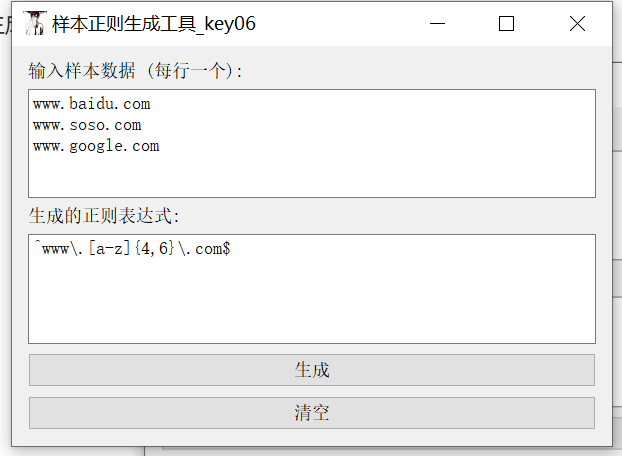 样本正则生成工具_key06
输入样本数据 (每行一个):
www.baidu.com
www.soso.com
www.google.com
生成的正则表达式:
^www\.[a-z]{4,6}\.com$
生成
清空